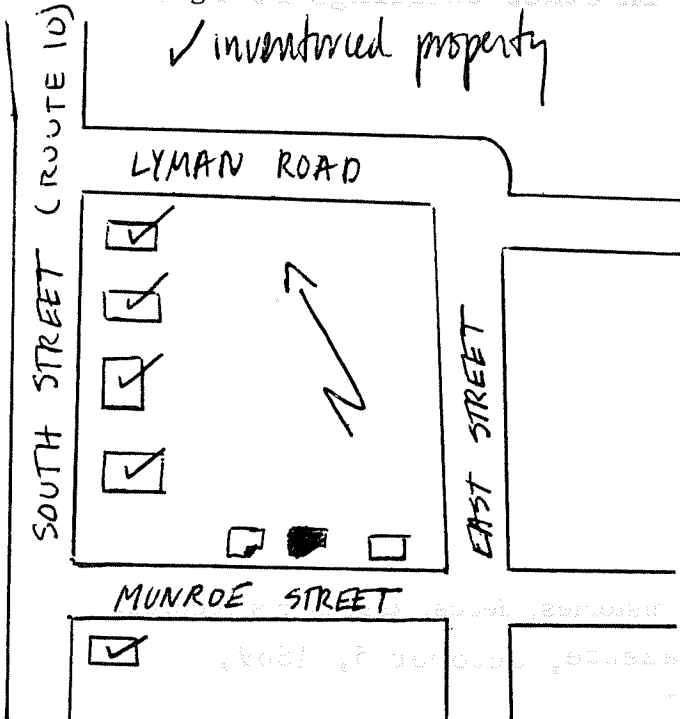 ✓ inventoried property
SOUTH STREET (ROUTE 10)
LYMAN ROAD
N
EAST STREET
MUNROE STREET